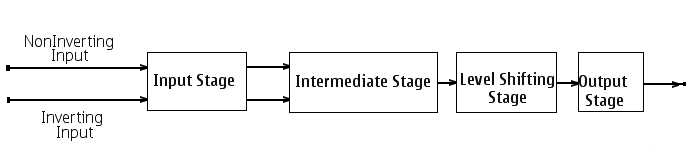 NonInverting
Input
Input Stage
Intermediate Stage
Level Shifting
Stage
Output
Stage
Inverting
Input